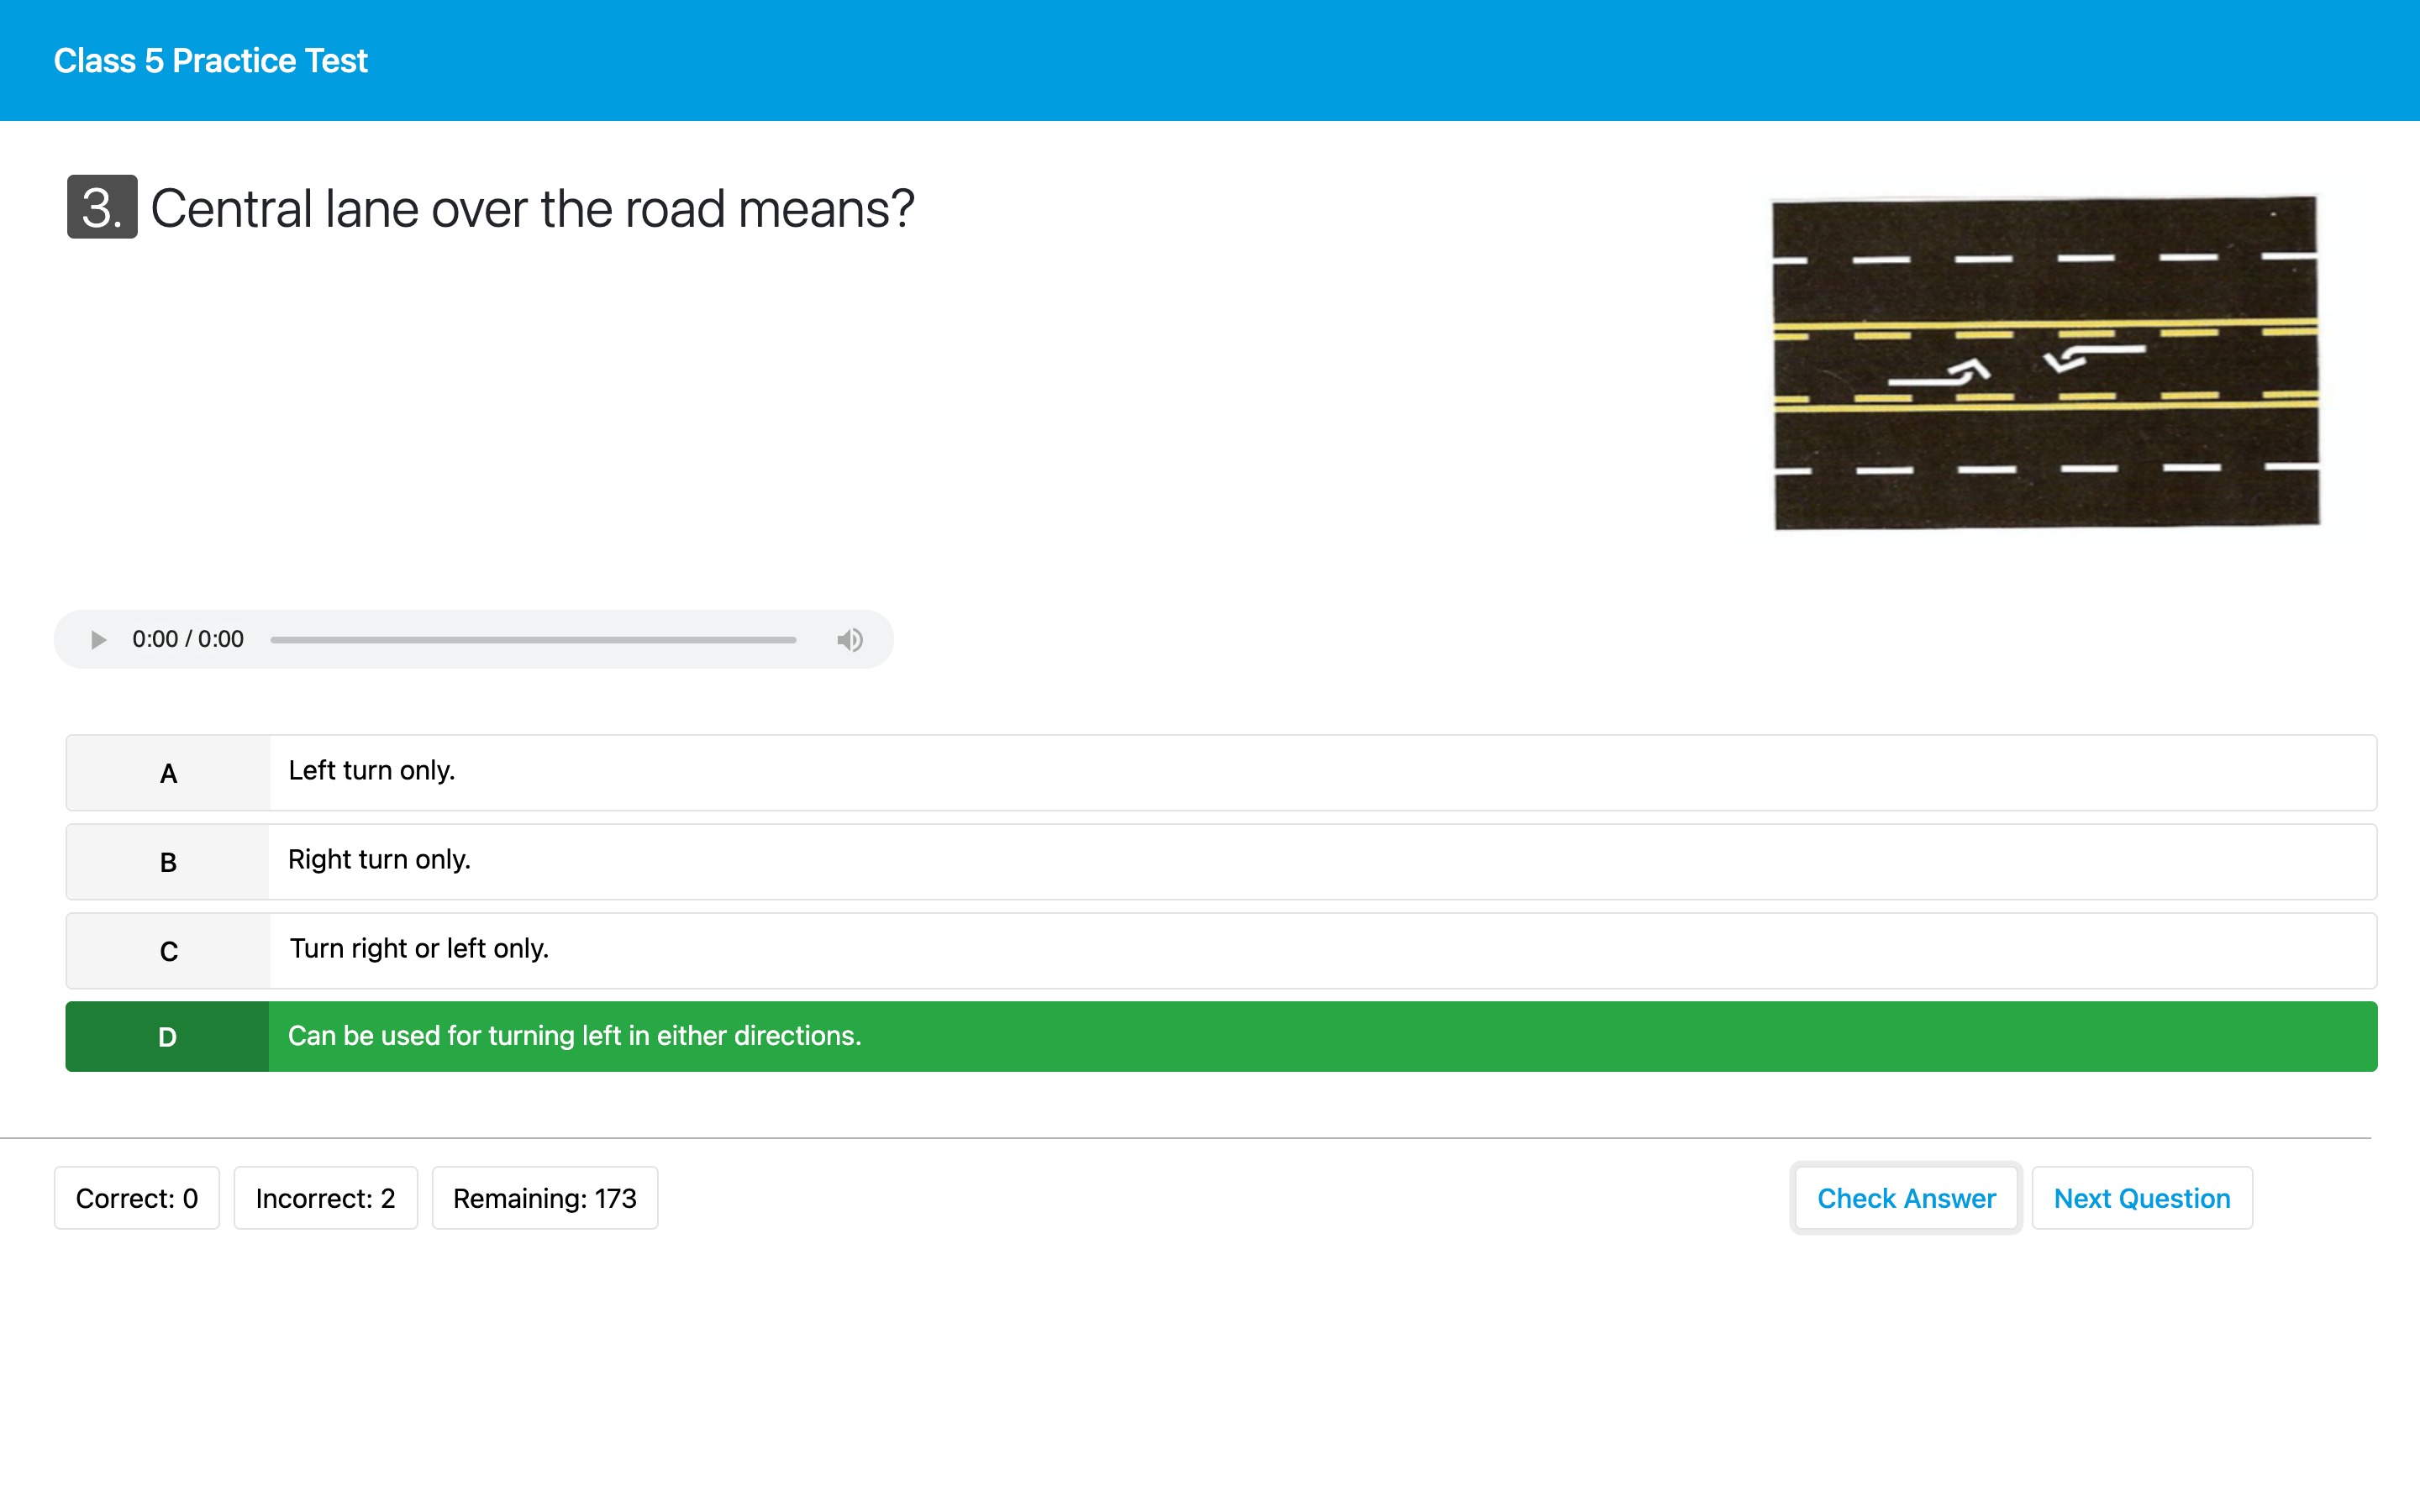 Class 5 Practice Test
3. Central lane over the road means?
0:00 / 0:00
A Left turn only.
B Right turn only.
C Turn right or left only.
D Can be used for turning left in either directions.
Correct: 0 Incorrect: 2 Remaining: 173 Check Answer Next Question